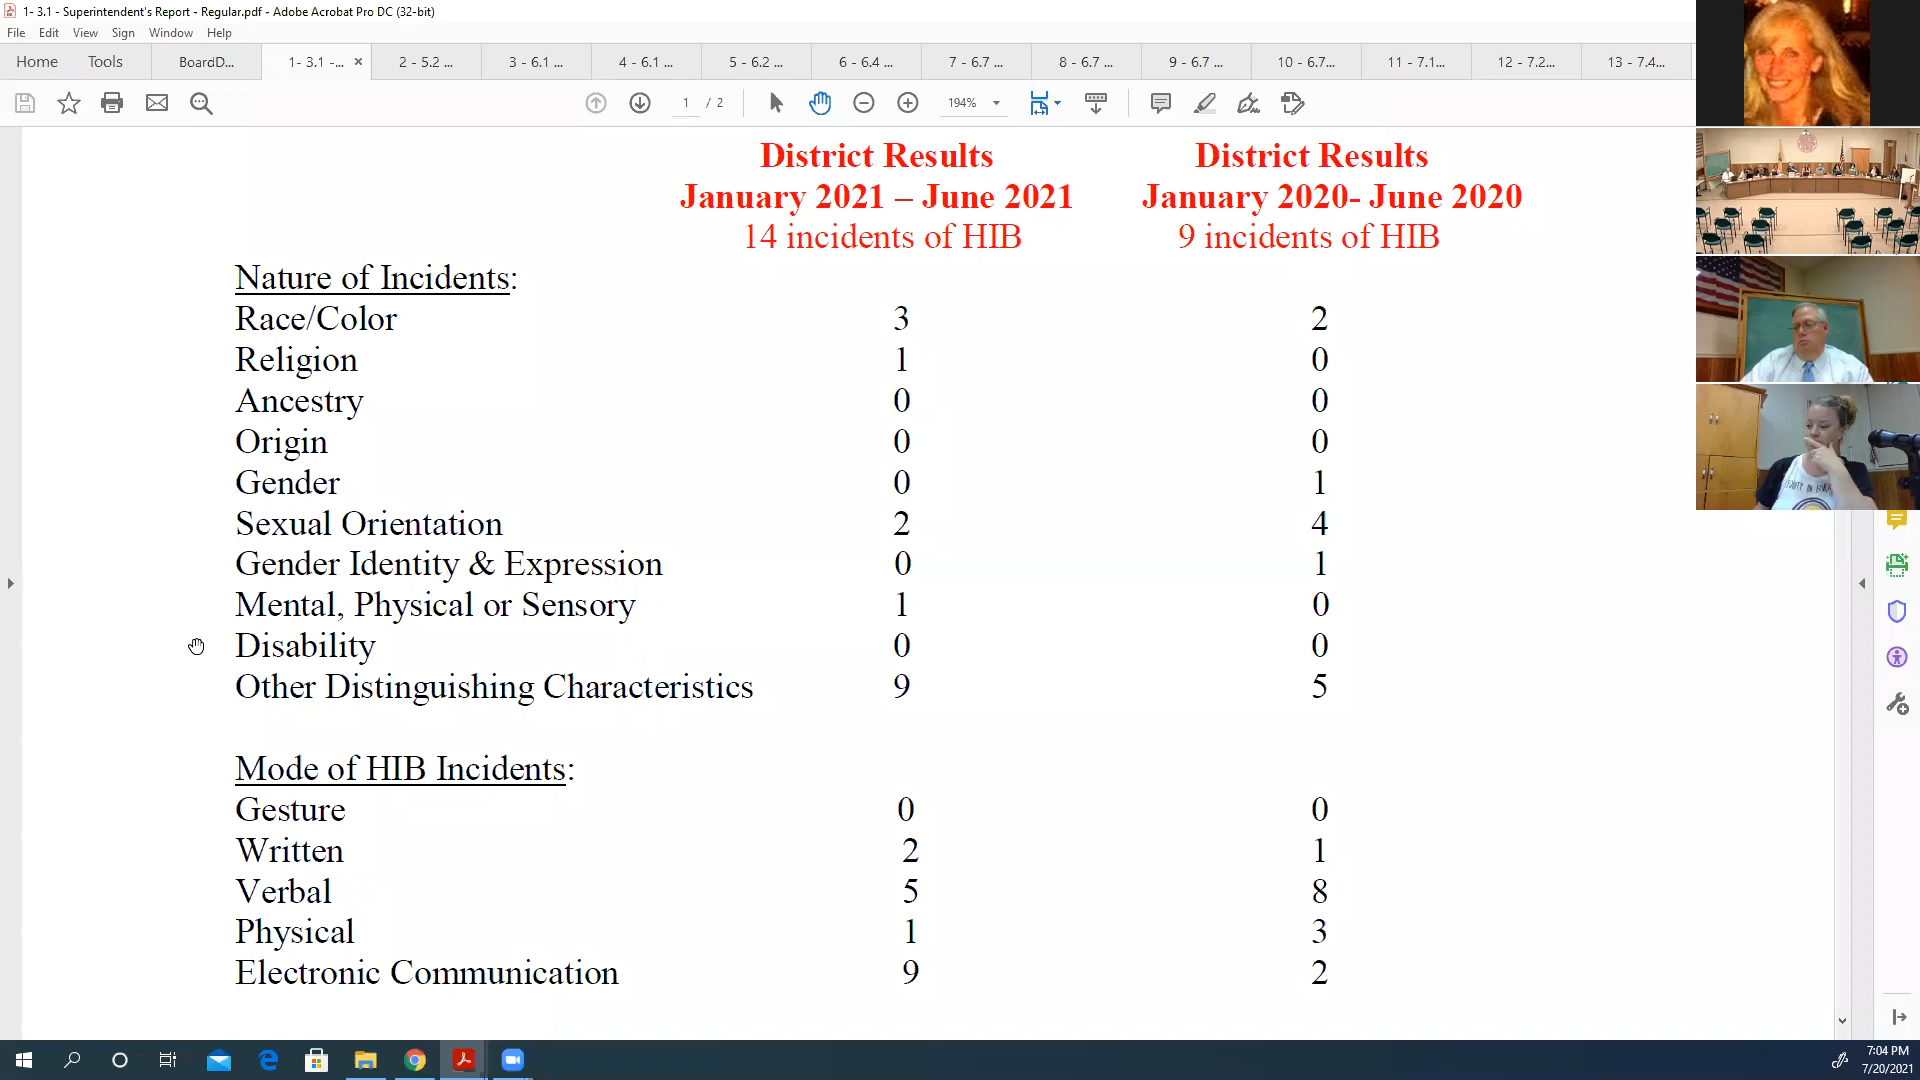 1- 3.1 - Superintendent's Report - Regular.pdf - Adobe Acrobat Pro DC (32-bit)
File Edit View Sign Window Help
Home Tools BoardD... 1- 3.1 -... × 2 - 5.2 ... 3 - 6.1 ... 4 - 6.1 ... 5 - 6.2 ... 6 - 6.4 ... 7 - 6.7 ... 8 - 6.7 ... 9 - 6.7 ... 10 - 6.7... 11 - 7.1... 12 - 7.2... 13 - 7.4...
1 / 2 194%
District Results District Results
January 2021 – June 2021 January 2020- June 2020
14 incidents of HIB 9 incidents of HIB
Nature of Incidents:
Race/Color 3 2
Religion 1 0
Ancestry 0 0
Origin 0 0
Gender 0 1
Sexual Orientation 2 4
Gender Identity & Expression 0 1
Mental, Physical or Sensory 1 0
Disability 0 0
Other Distinguishing Characteristics 9 5
Mode of HIB Incidents:
Gesture 0 0
Written 2 1
Verbal 5 8
Physical 1 3
Electronic Communication 9 2
7:04 PM
7/20/2021